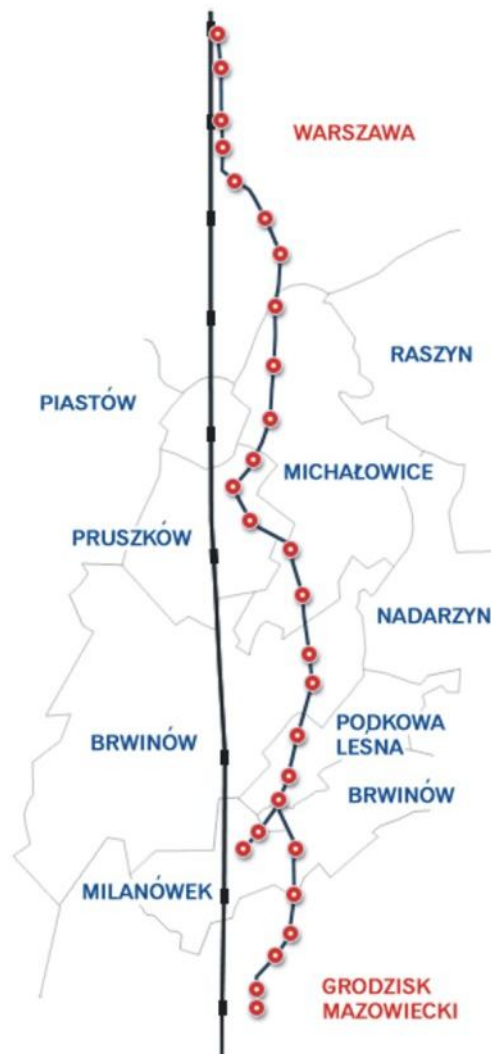 WARSZAWA
RASZYN
PIASTÓW
MICHAŁOWICE
PRUSZKÓW
NADARZYN
PODKOWA
LEŚNA
BRWINÓW
BRWINÓW
MILANÓWEK
GRODZISK
MAZOWIECKI